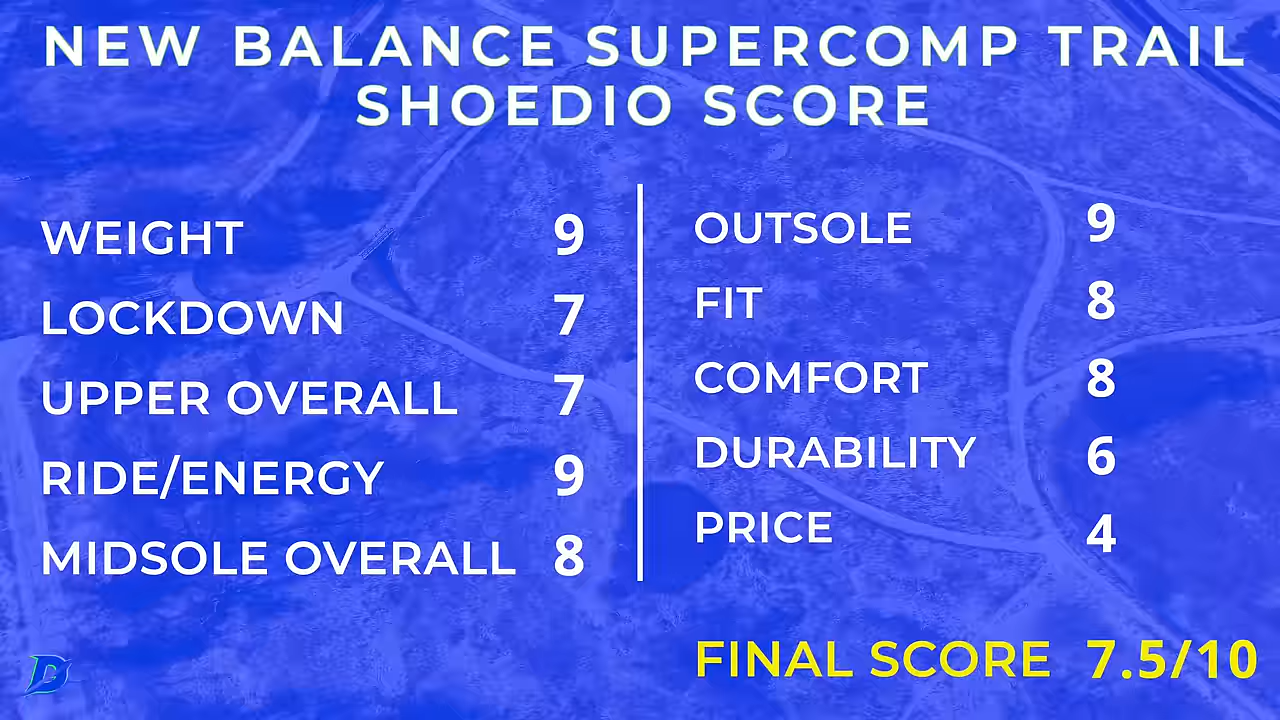 NEW BALANCE SUPERCOMP TRAIL
SHOEDIO SCORE
WEIGHT 9
LOCKDOWN 7
UPPER OVERALL 7
RIDE/ENERGY 9
MIDSOLE OVERALL 8
OUTSOLE 9
FIT 8
COMFORT 8
DURABILITY 6
PRICE 4
FINAL SCORE 7.5/10